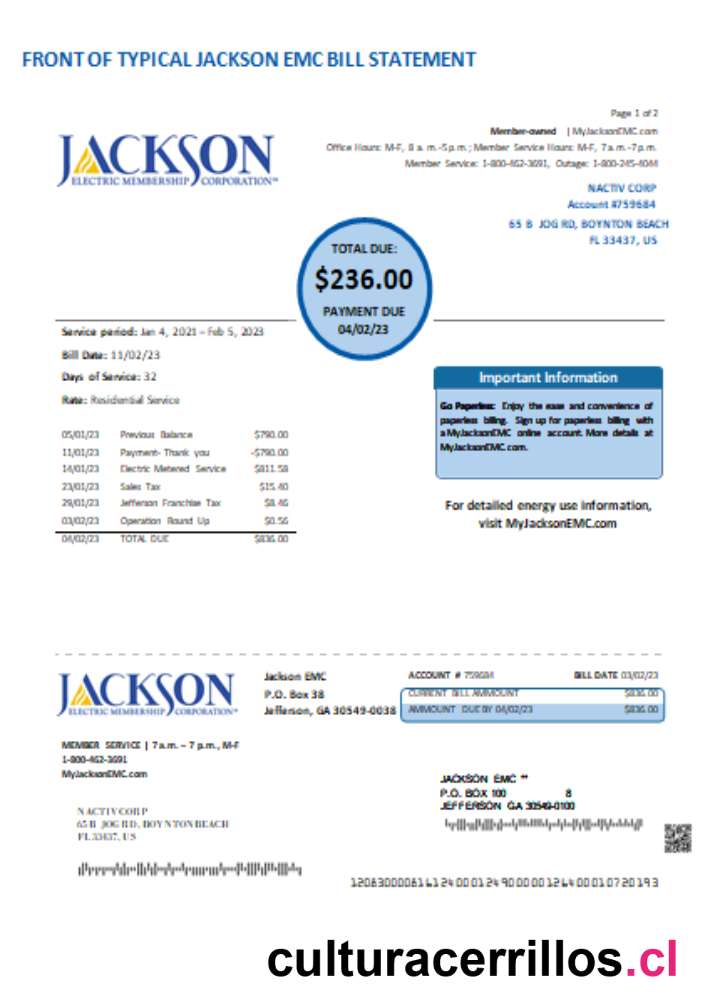 FRONT OF TYPICAL JACKSON EMC BILL STATEMENT
Page 1 of 2
Member-owned | MyJacksonEMC.com
Office Hours: M-F, 8 a. m.-5 p.m.; Member Service Hours: M-F, 7 a.m.-7 p.m.
Member Service: 1-800-462-3691, Outage: 1-800-245-4044
JACKSON
ELECTRIC MEMBERSHIP CORPORATION
NACTIV CORP
Account #759684
65 B JOG RD, BOYNTON BEACH
FL 33437, US
TOTAL DUE:
$236.00
PAYMENT DUE
04/02/23
Service period: Jan 4, 2021 – Feb 5, 2023
Bill Date: 11/02/23
Days of Service: 32
Rate: Residential Service
Important Information
Go Paperless: Enjoy the ease and convenience of
paperless billing. Sign up for paperless billing with
a MyJacksonEMC online account. More details at
MyJacksonEMC.com.
05/01/23 Previous Balance $790.00
11/01/23 Payment- Thank you -$790.00
14/01/23 Electric Metered Service $811.58
23/01/23 Sales Tax $15.40
29/01/23 Jefferson Franchise Tax $8.46
03/02/23 Operation Round Up $0.56
04/02/23 TOTAL DUE $836.00
For detailed energy use information,
visit MyJacksonEMC.com
JACKSON
ELECTRIC MEMBERSHIP CORPORATION
Jackson EMC
P.O. Box 38
Jefferson, GA 30549-0038
ACCOUNT # 759684 BILL DATE 03/02/23
CURRENT BILL AMMOUNT $836.00
AMMOUNT DUE BY 04/02/23 $836.00
MEMBER SERVICE | 7 a.m. – 7 p.m., M-F
1-800-462-3691
MyJacksonEMC.com
JACKSON EMC **
P.O. BOX 100 8
JEFFERSON GA 30549-0100
NACTIV CORP
65 B JOG RD, BOYNTON BEACH
FL 33437, US
culturacerrillos.cl